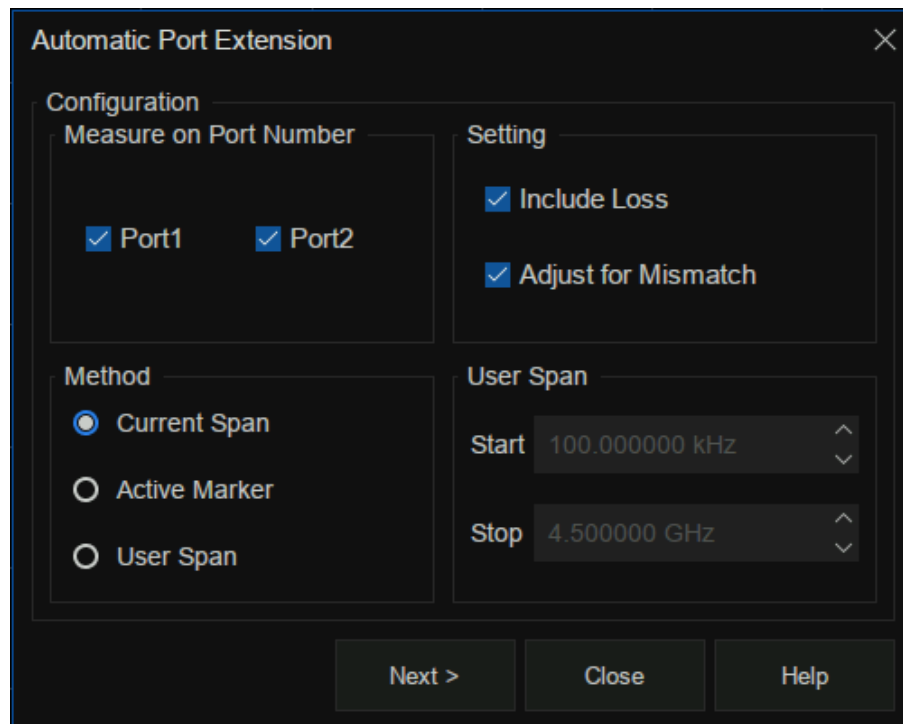 Automatic Port Extension
Configuration
Measure on Port Number
Port1 Port2
Setting
Include Loss
Adjust for Mismatch
Method
Current Span
Active Marker
User Span
User Span
Start 100.000000 kHz
Stop 4.500000 GHz
Next > Close Help